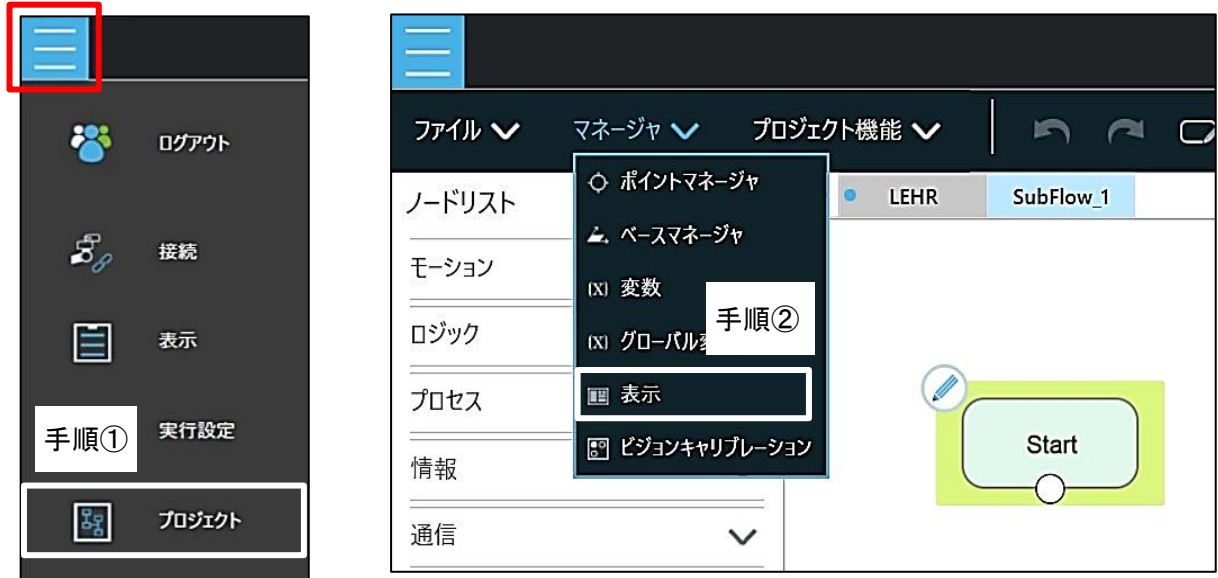 ログアウト
接続
表示
実行設定
手順①
プロジェクト
ファイル マネージャ プロジェクト機能
ノードリスト
モーション
ロジック
プロセス
情報
通信
ポイントマネージャ
ベースマネージャ
(X) 変数
(X) グローバル
手順②
表示
ビジョンキャリブレーション
LEHR SubFlow_1
Start